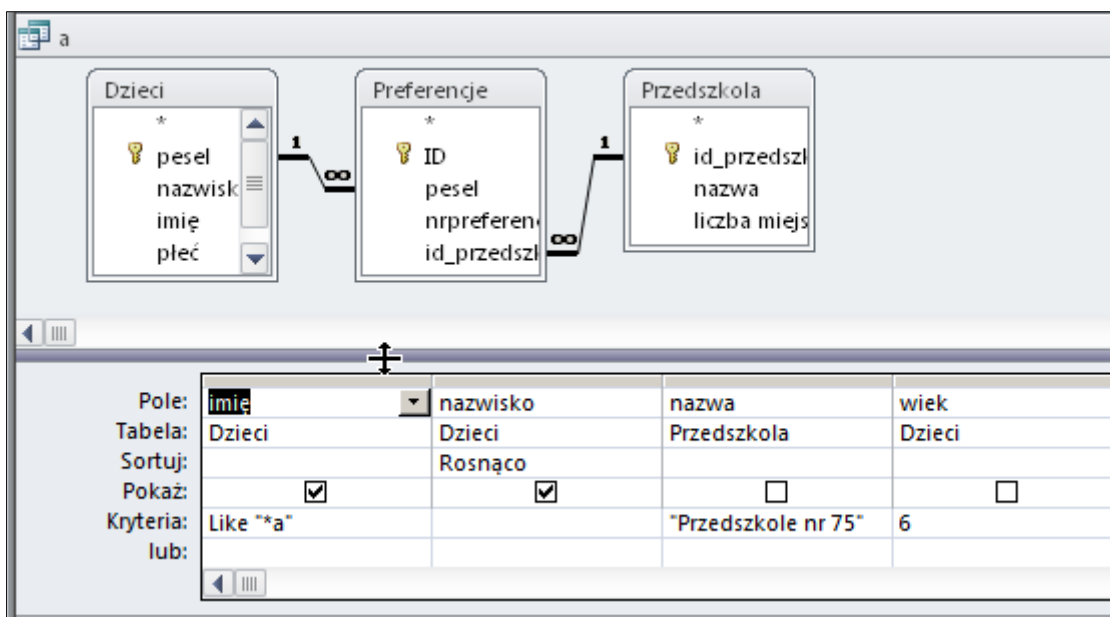 a
Dzieci Preferencje Przedszkola
* * *
pesel ID id_przedszk
nazwisk pesel nazwa
imię nrpreferen liczba miejs
płeć id_przedszk
1 ∞ 1 ∞
Pole: imię nazwisko nazwa wiek
Tabela: Dzieci Dzieci Przedszkola Dzieci
Sortuj: Rosnąco
Pokaż:
Kryteria: Like "*a" "Przedszkole nr 75" 6
lub: